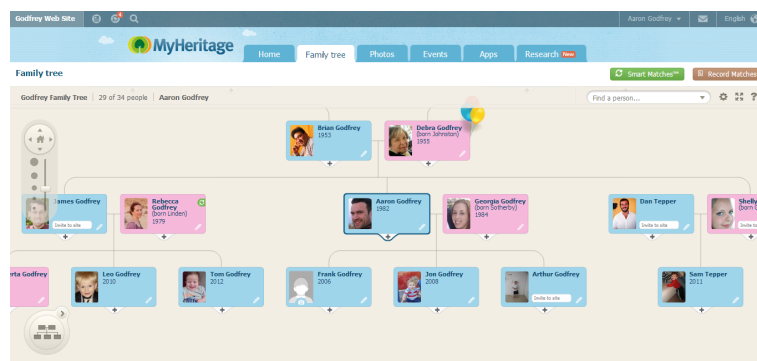 Godfrey Web Site
4
Aaron Godfrey
English
MyHeritage
Home
Family tree
Photos
Events
Apps
Research New
Family tree
Smart Matches™
Record Matches
Godfrey Family Tree | 29 of 34 people | Aaron Godfrey
Find a person...
?
Brian Godfrey
1953
Debra Godfrey
(born Johnston)
1955
James Godfrey
Invite to site
Rebecca
Godfrey
(born Linden)
1979
Aaron Godfrey
1982
Georgia Godfrey
(born Sotherby)
1984
Dan Tepper
Invite to site
Shelly
(born
Invite to
Godfrey
Leo Godfrey
2010
Tom Godfrey
2012
Frank Godfrey
2006
Jon Godfrey
2008
Arthur Godfrey
Invite to site
Sam Tepper
2011